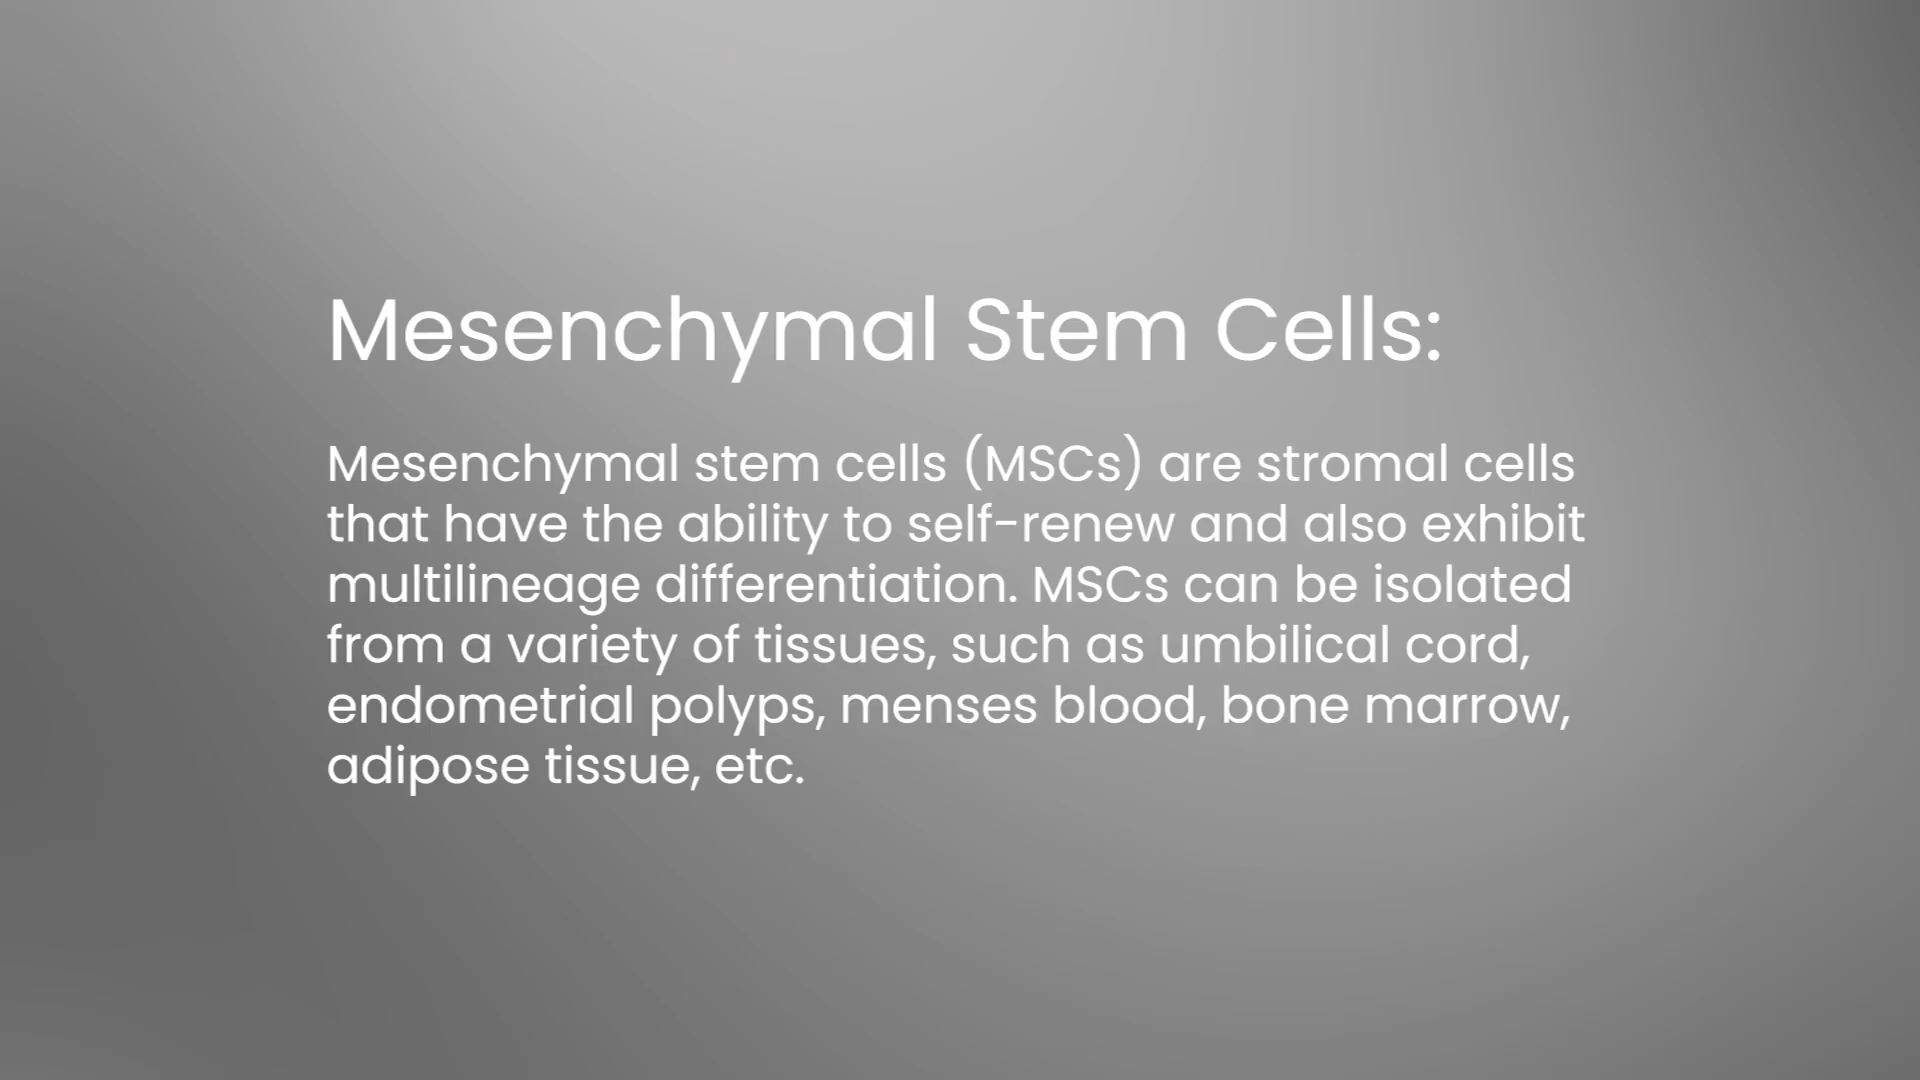 Mesenchymal Stem Cells:
Mesenchymal stem cells (MSCs) are stromal cells
that have the ability to self-renew and also exhibit
multilineage differentiation. MSCs can be isolated
from a variety of tissues, such as umbilical cord,
endometrial polyps, menses blood, bone marrow,
adipose tissue, etc.